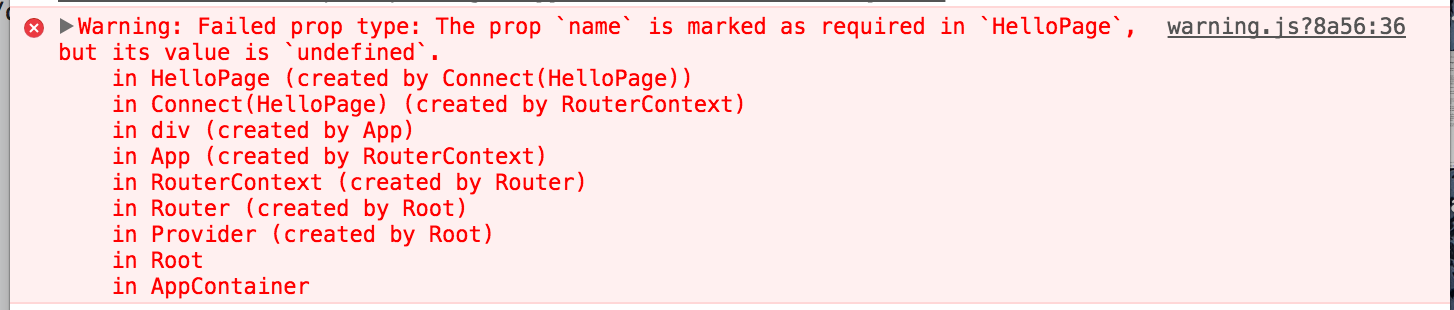 ▶Warning: Failed prop type: The prop `name` is marked as required in `HelloPage`, warning.js?8a56:36
but its value is `undefined`.
in HelloPage (created by Connect(HelloPage))
in Connect(HelloPage) (created by RouterContext)
in div (created by App)
in App (created by RouterContext)
in RouterContext (created by Router)
in Router (created by Root)
in Provider (created by Root)
in Root
in AppContainer